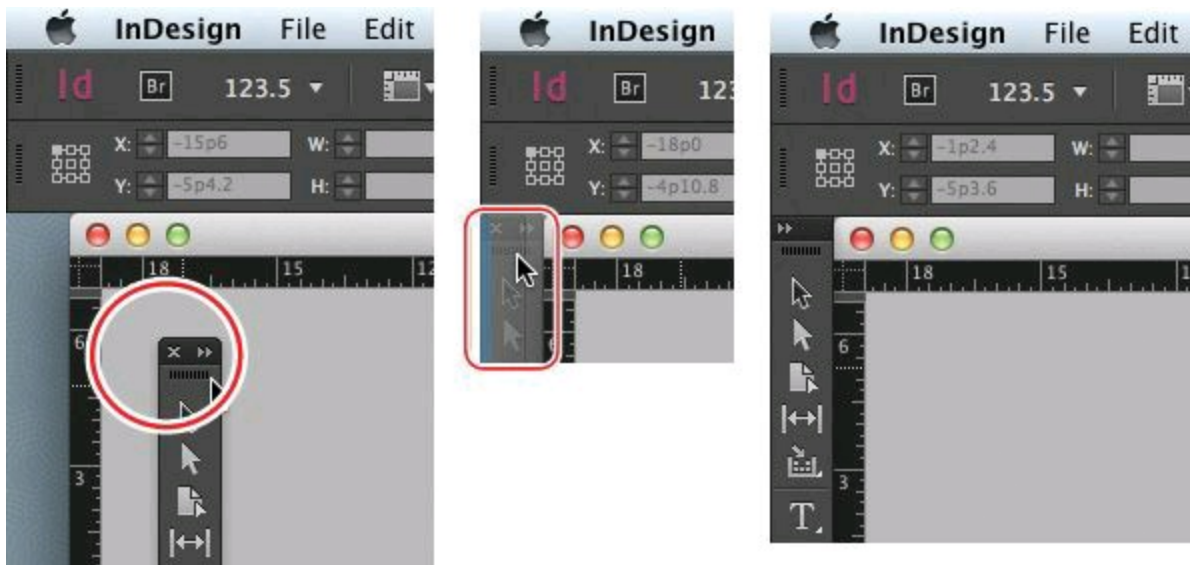 InDesign File Edit
Id Br 123.5
X: -15p6 W:
Y: -5p4.2 H:
18 15 12
6
3
InDesign
Id Br 123
X: -18p0
Y: -4p10.8
18
6
InDesign File Edit
Id Br 123.5
X: -1p2.4 W:
Y: -5p3.6 H:
18 15 1
6
3
T